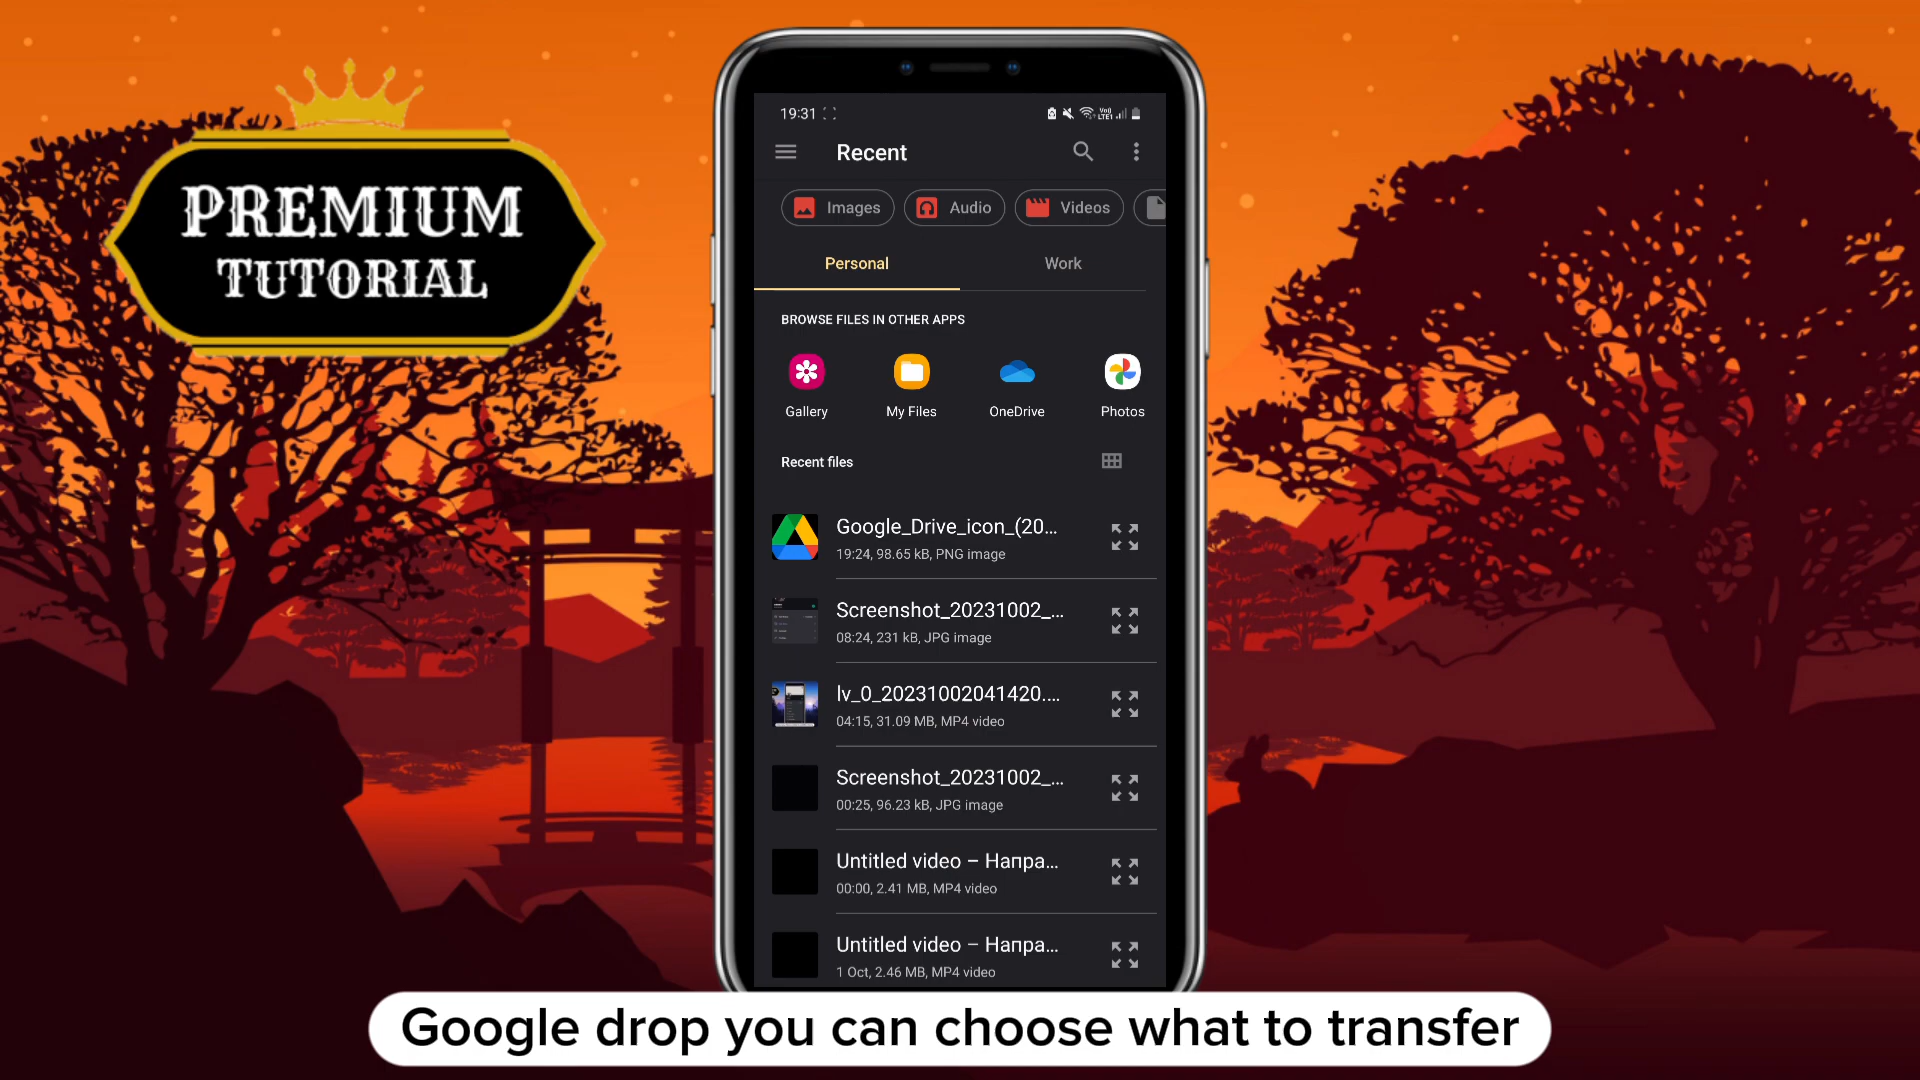 PREMIUM
TUTORIAL
19:31
Recent
Images
Audio
Videos
Personal
Work
BROWSE FILES IN OTHER APPS
Gallery
My Files
OneDrive
Photos
Recent files
Google_Drive_icon_(20...
19:24, 98.65 kB, PNG image
Screenshot_20231002_...
08:24, 231 kB, JPG image
lv_0_20231002041420....
04:15, 31.09 MB, MP4 video
Screenshot_20231002_...
00:25, 96.23 kB, JPG image
Untitled video – Напра...
00:00, 2.41 MB, MP4 video
Untitled video – Напра...
1 Oct, 2.46 MB, MP4 video
Google drop you can choose what to transfer